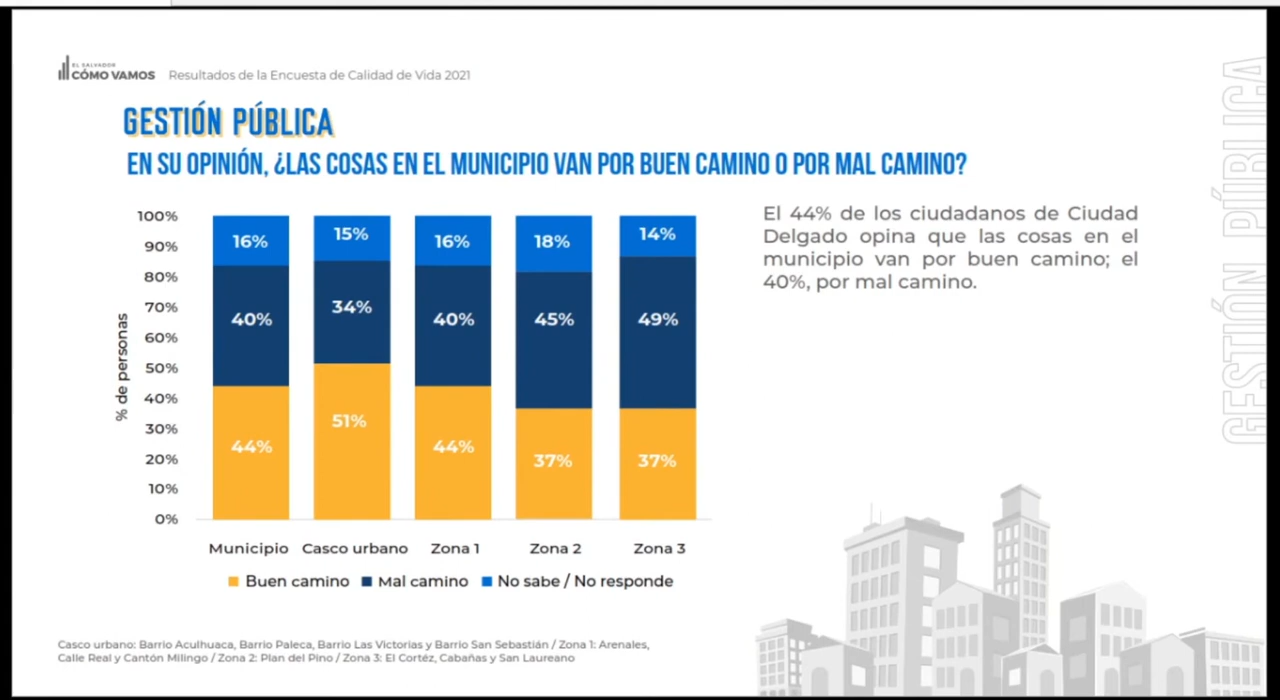 EL SALVADOR
CÓMO VAMOS
Resultados de la Encuesta de Calidad de Vida 2021
GESTIÓN PÚBLICA
EN SU OPINIÓN, ¿LAS COSAS EN EL MUNICIPIO VAN POR BUEN CAMINO O POR MAL CAMINO?
El 44% de los ciudadanos de Ciudad
Delgado opina que las cosas en el
municipio van por buen camino; el
40%, por mal camino.
% de personas
100%
90%
80%
70%
60%
50%
40%
30%
20%
10%
0%
16% 15% 16% 18% 14%
40% 34% 40% 45% 49%
44% 51% 44% 37% 37%
Municipio Casco urbano Zona 1 Zona 2 Zona 3
Buen camino Mal camino No sabe / No responde
Casco urbano: Barrio Aculhuaca, Barrio Paleca, Barrio Las Victorias y Barrio San Sebastián / Zona 1: Arenales,
Calle Real y Cantón Milingo / Zona 2: Plan del Pino / Zona 3: El Cortéz, Cabañas y San Laureano
GESTIÓN PÚBLICA